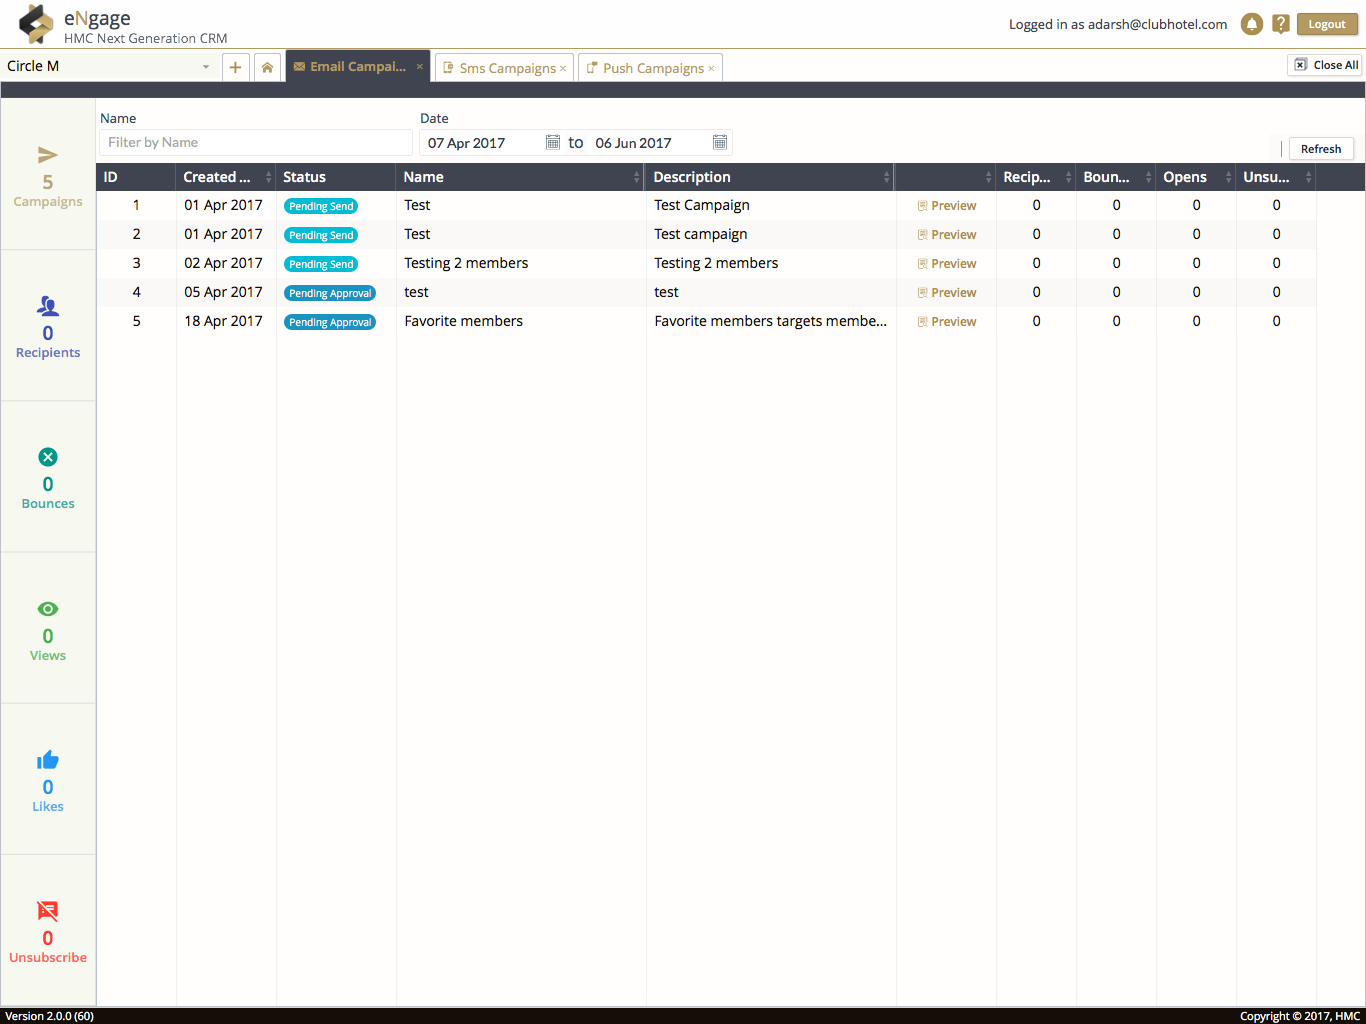 eNgage
HMC Next Generation CRM
Logged in as adarsh@clubhotel.com
?
Logout
Circle M
Email Campai... ×
Sms Campaigns ×
Push Campaigns ×
Close All
Name
Date
Filter by Name
07 Apr 2017 to 06 Jun 2017
Refresh
ID Created ... Status Name Description Recip... Boun... Opens Unsu...
1 01 Apr 2017 Pending Send Test Test Campaign Preview 0 0 0 0
2 01 Apr 2017 Pending Send Test Test campaign Preview 0 0 0 0
3 02 Apr 2017 Pending Send Testing 2 members Testing 2 members Preview 0 0 0 0
4 05 Apr 2017 Pending Approval test test Preview 0 0 0 0
5 18 Apr 2017 Pending Approval Favorite members Favorite members targets membe... Preview 0 0 0 0
5
Campaigns
0
Recipients
0
Bounces
0
Views
0
Likes
0
Unsubscribe
Version 2.0.0 (60)
Copyright © 2017, HMC